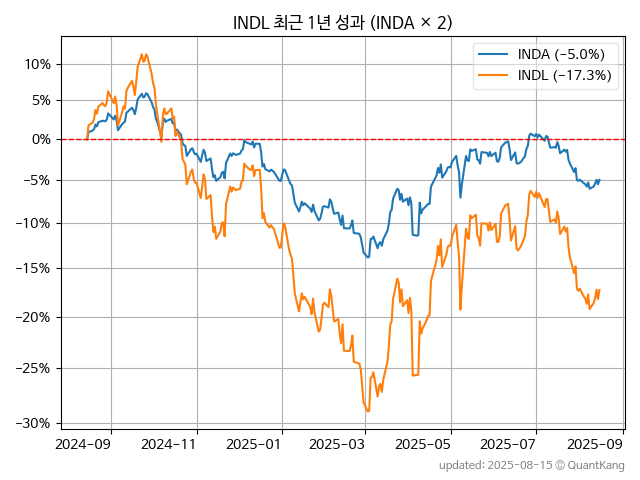 INDL 최근 1년 성과 (INDA × 2)
INDA (−5.0%)
INDL (−17.3%)
10%
5%
0%
−5%
−10%
−15%
−20%
−25%
−30%
2024−09 2024−11 2025−01 2025−03 2025−05 2025−07 2025−09
updated: 2025-08-15 © QuantKang